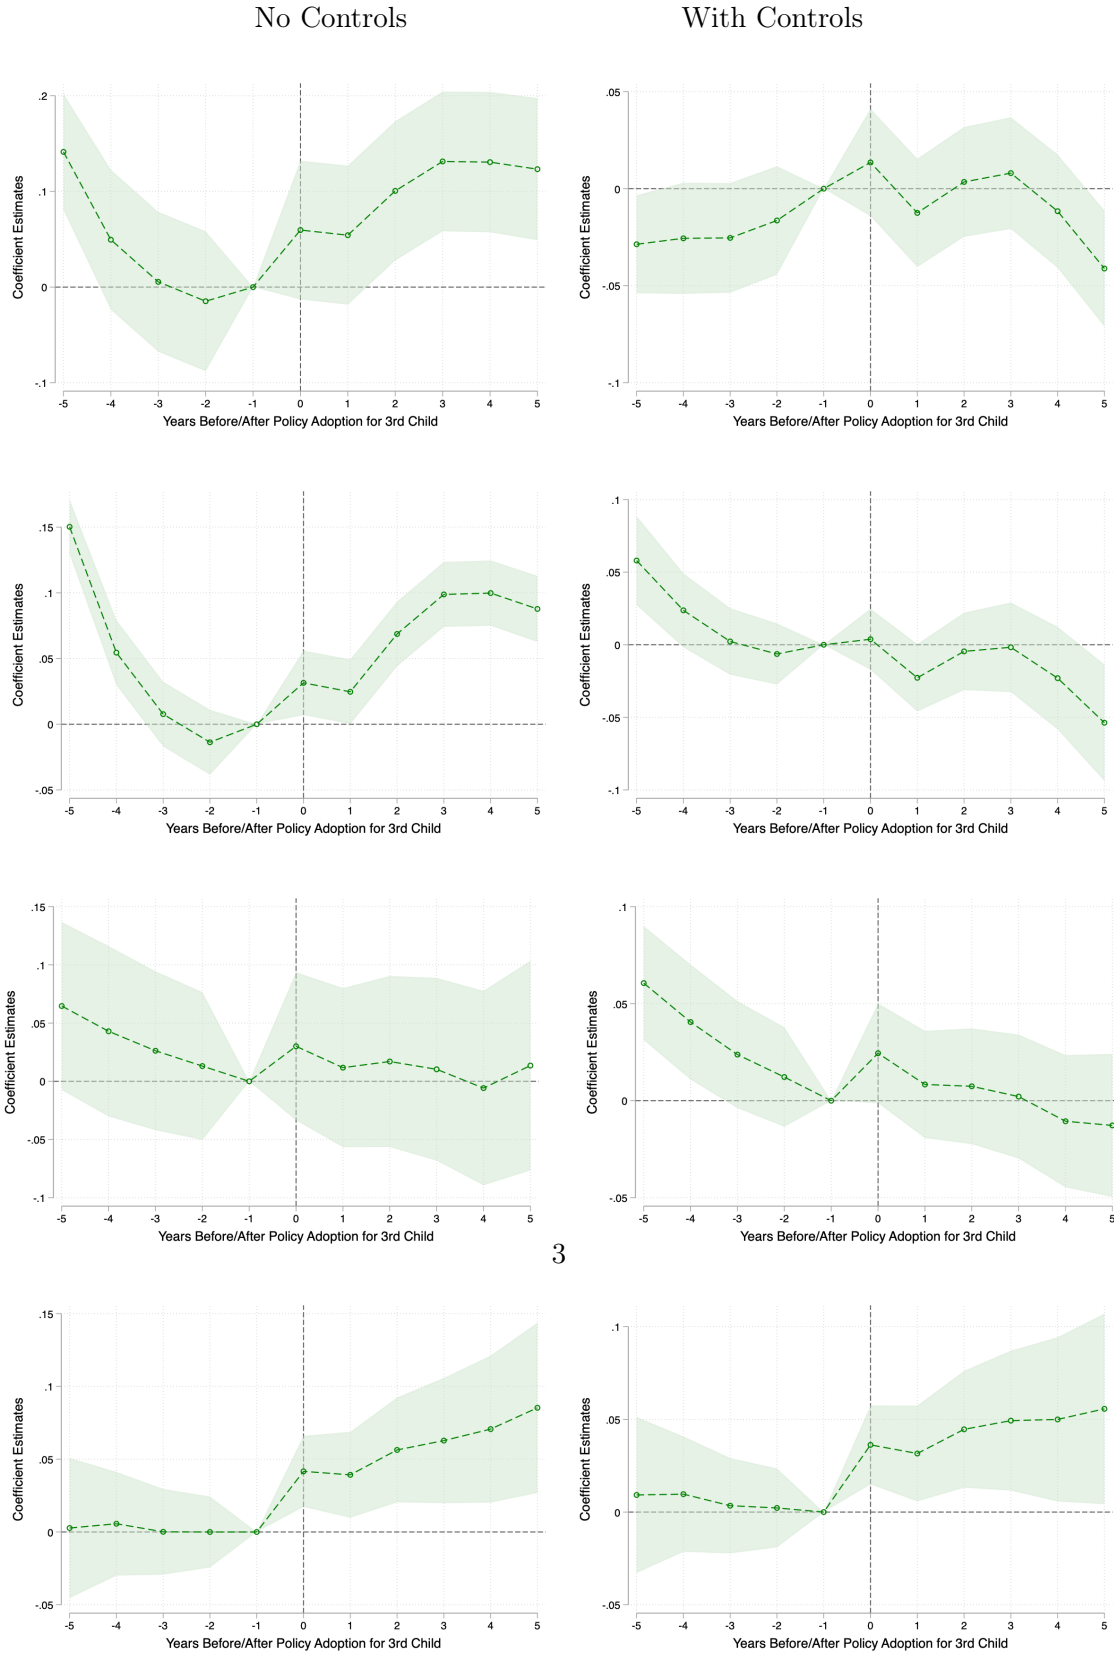 No Controls With Controls
.2
.1
0
-.1
Coefficient Estimates
-5 -4 -3 -2 -1 0 1 2 3 4 5
Years Before/After Policy Adoption for 3rd Child
.05
0
-.05
-.1
Coefficient Estimates
-5 -4 -3 -2 -1 0 1 2 3 4 5
Years Before/After Policy Adoption for 3rd Child
.15
.1
.05
0
-.05
Coefficient Estimates
-5 -4 -3 -2 -1 0 1 2 3 4 5
Years Before/After Policy Adoption for 3rd Child
.1
.05
0
-.05
-.1
Coefficient Estimates
-5 -4 -3 -2 -1 0 1 2 3 4 5
Years Before/After Policy Adoption for 3rd Child
.15
.1
.05
0
-.05
-.1
Coefficient Estimates
-5 -4 -3 -2 -1 0 1 2 3 4 5
Years Before/After Policy Adoption for 3rd Child
.1
.05
0
-.05
Coefficient Estimates
-5 -4 -3 -2 -1 0 1 2 3 4 5
Years Before/After Policy Adoption for 3rd Child
3
.15
.1
.05
0
-.05
Coefficient Estimates
-5 -4 -3 -2 -1 0 1 2 3 4 5
Years Before/After Policy Adoption for 3rd Child
.1
.05
0
-.05
Coefficient Estimates
-5 -4 -3 -2 -1 0 1 2 3 4 5
Years Before/After Policy Adoption for 3rd Child